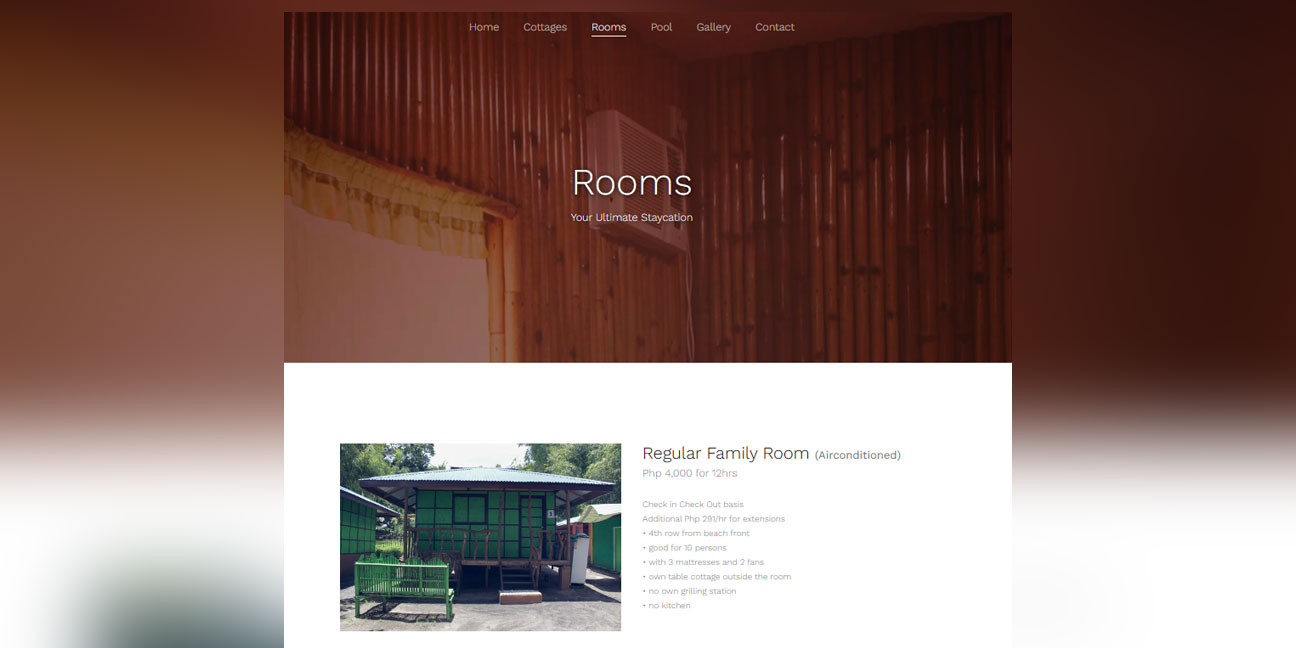 Home Cottages Rooms Pool Gallery Contact
Rooms
Your Ultimate Staycation
Regular Family Room (Airconditioned)
Php 4,000 for 12hrs
Check in Check Out basis
Additional Php 291/hr for extensions
• 4th row from beach front
• good for 10 persons
• with 3 mattresses and 2 fans
• own table cottage outside the room
• no own grilling station
• no kitchen